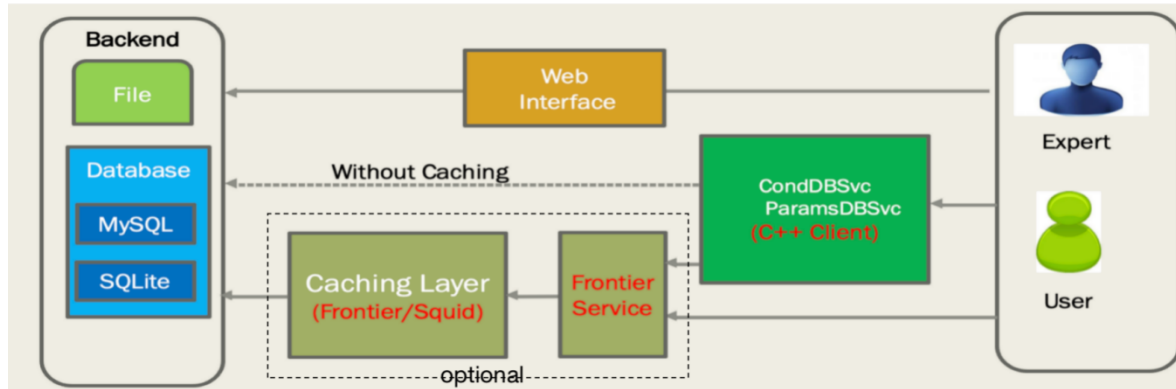 Backend
File
Database
MySQL
SQLite
Web
Interface
Without Caching
CondDBSvc
ParamsDBSvc
(C++ Client)
Caching Layer
(Frontier/Squid)
Frontier
Service
optional
Expert
User